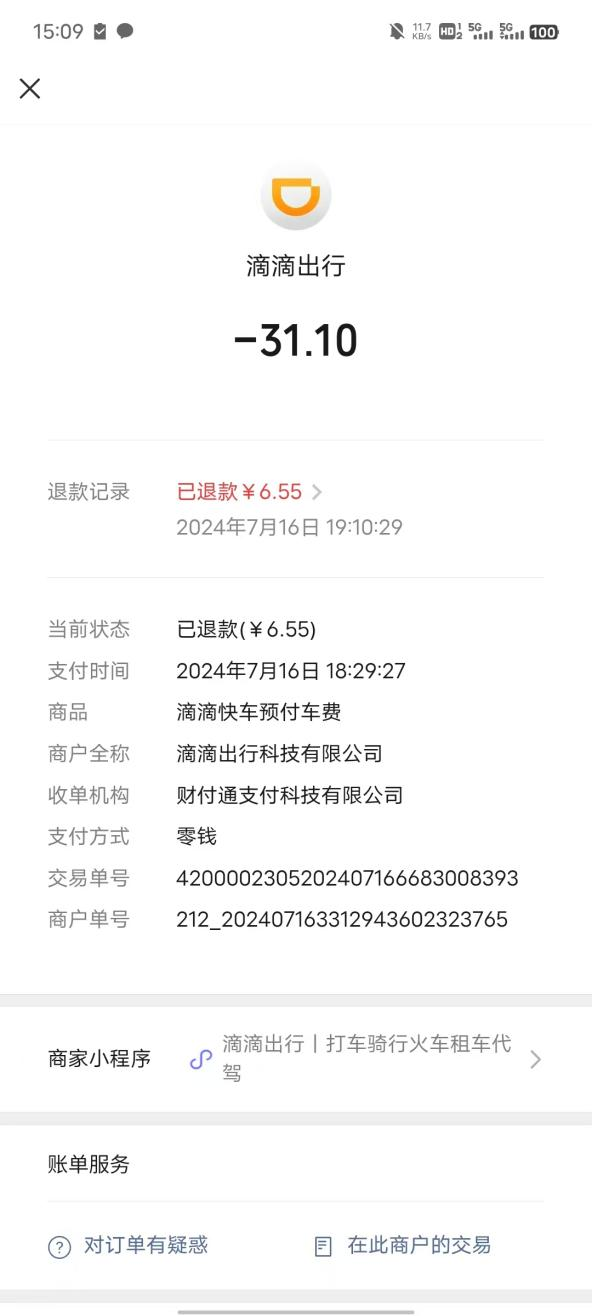 15:09
11.7 KB/s HD 1 2 5G 5G 100
滴滴出行
-31.10
退款记录 已退款￥6.55
2024年7月16日 19:10:29
当前状态 已退款(￥6.55)
支付时间 2024年7月16日 18:29:27
商品 滴滴快车预付车费
商户全称 滴滴出行科技有限公司
收单机构 财付通支付科技有限公司
支付方式 零钱
交易单号 4200002305202407166683008393
商户单号 212_202407163312943602323765
商家小程序 滴滴出行丨打车骑行火车租车代
驾
账单服务
对订单有疑惑 在此商户的交易